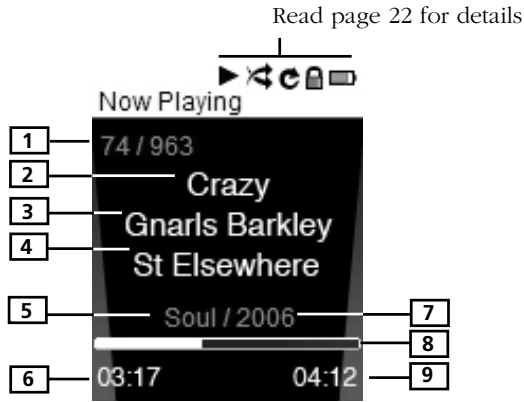 Read page 22 for details
Now Playing
1
74 / 963
2
Crazy
3
Gnarls Barkley
4
St Elsewhere
5
Soul / 2006
7
8
6
03:17
04:12
9